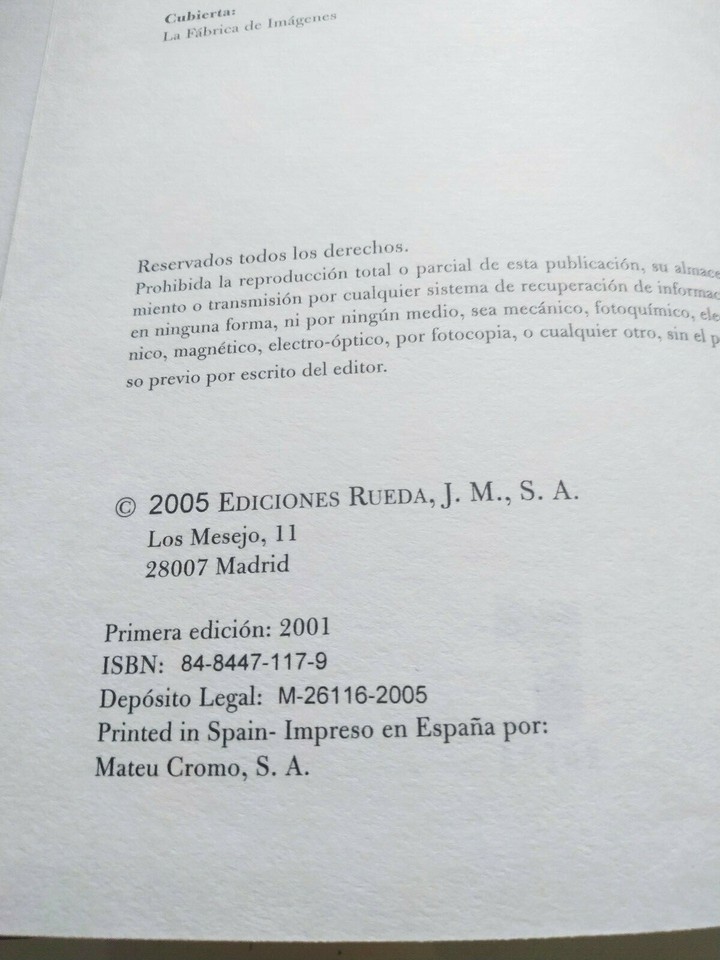 Cubierta:
La Fábrica de Imágenes
Reservados todos los derechos.
Prohibida la reproducción total o parcial de esta publicación, su almace
miento o transmisión por cualquier sistema de recuperación de informac
en ninguna forma, ni por ningún medio, sea mecánico, fotoquímico, ele
nico, magnético, electro-óptico, por fotocopia, o cualquier otro, sin el p
so previo por escrito del editor.
© 2005 EDICIONES RUEDA, J. M., S. A.
Los Mesejo, 11
28007 Madrid
Primera edición: 2001
ISBN: 84-8447-117-9
Depósito Legal: M-26116-2005
Printed in Spain- Impreso en España por:
Mateu Cromo, S. A.